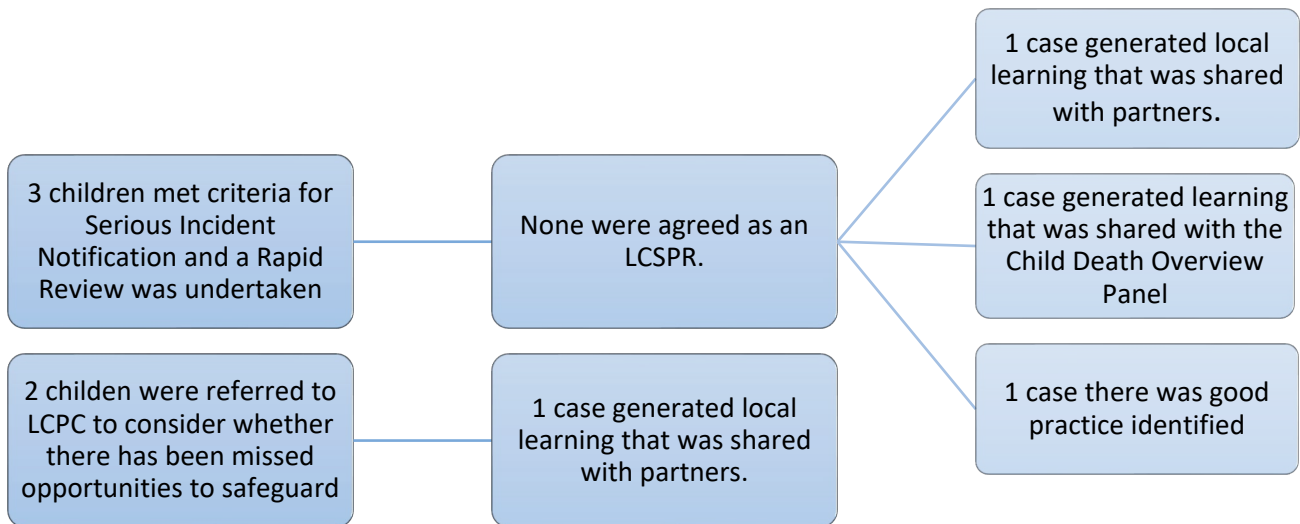 3 children met criteria for
Serious Incident
Notification and a Rapid
Review was undertaken
None were agreed as an
LCSPR.
1 case generated local
learning that was shared
with partners.
1 case generated learning
that was shared with the
Child Death Overview
Panel
1 case there was good
practice identified
2 childen were referred to
LCPC to consider whether
there has been missed
opportunities to safeguard
1 case generated local
learning that was shared
with partners.